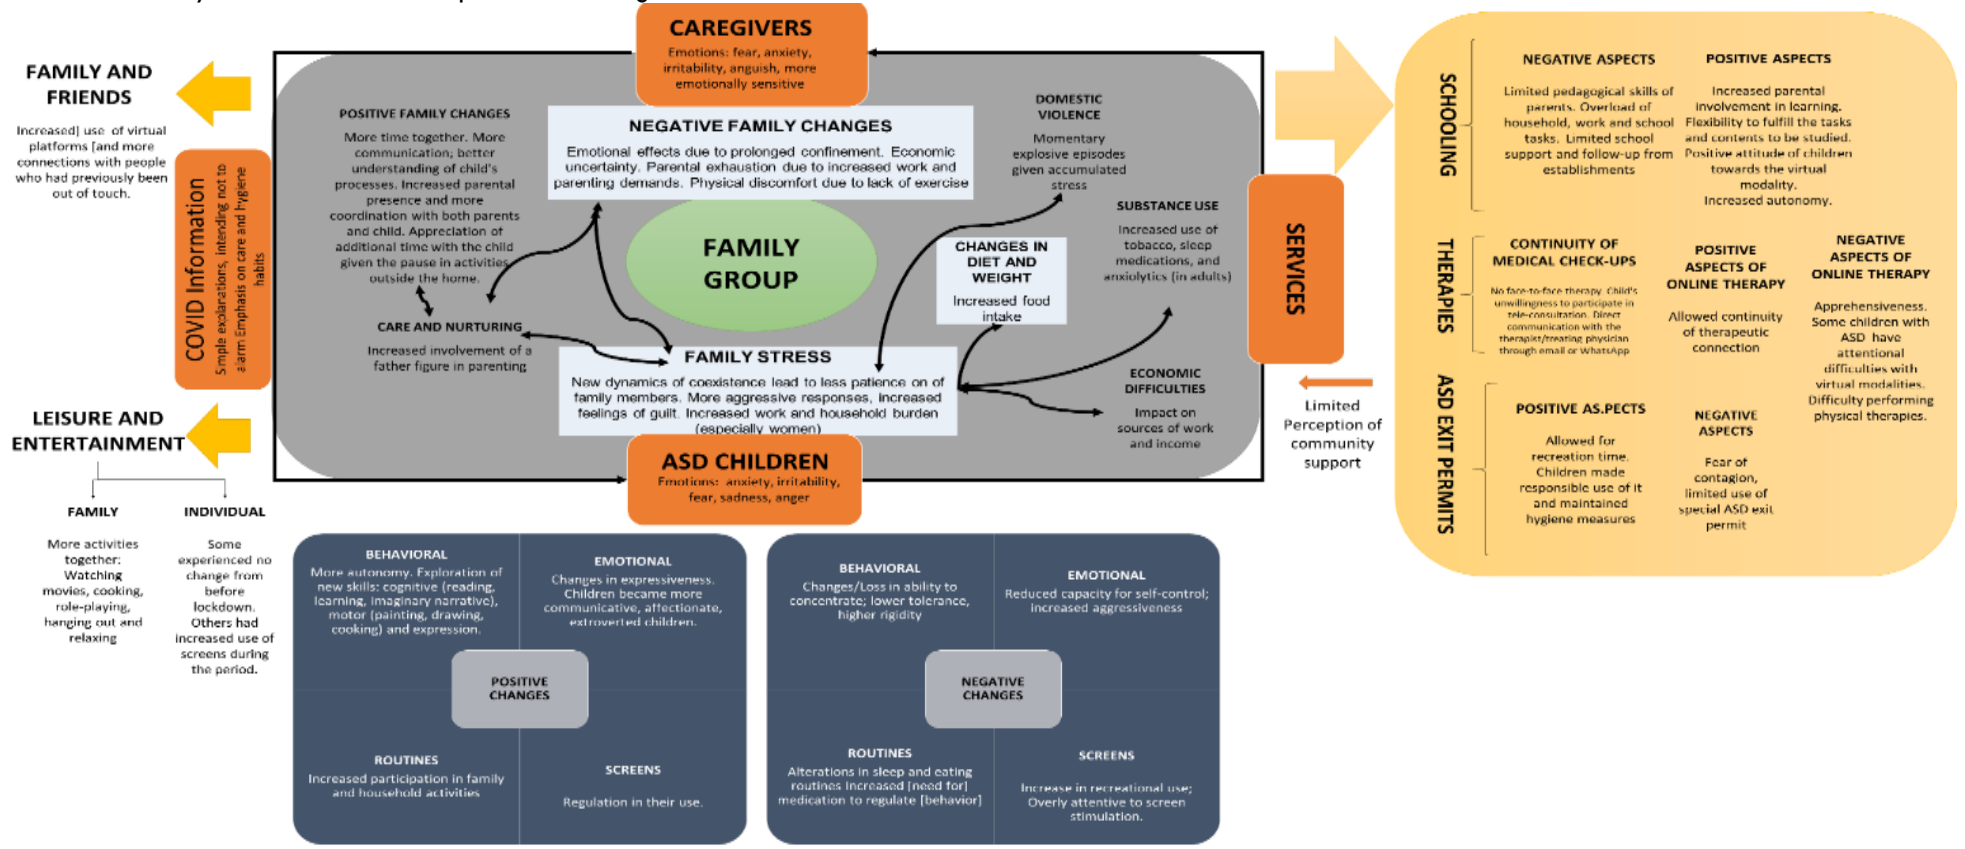 CAREGIVERS
Emotions: fear, anxiety,
irritability, anguish, more
emotionally sensitive
FAMILY AND
FRIENDS
Increased] use of virtual
platforms [and more
connections with people
who had previously been
out of touch.
COVID Information
Simple explanations, intending not to
alarm Emphasis on care and hygiene
habits
LEISURE AND
ENTERTAINMENT
FAMILY
More activities
together:
Watching
movies, cooking,
role-playing,
hanging out and
relaxing
INDIVIDUAL
Some
experienced no
change from
before
lockdown.
Others had
increased use of
screens during
the period.
POSITIVE FAMILY CHANGES
More time together. More
communication; better
understanding of child's
processes. Increased parental
presence and more
coordination with both parents
and child. Appreciation of
additional time with the child
given the pause in activities
outside the home.
NEGATIVE FAMILY CHANGES
Emotional effects due to prolonged confinement. Economic
uncertainty. Parental exhaustion due to increased work and
parenting demands. Physical discomfort due to lack of exercise
DOMESTIC
VIOLENCE
Momentary
explosive episodes
given accumulated
stress
SUBSTANCE USE
Increased use of
tobacco, sleep
medications, and
anxiolytics (in adults)
FAMILY
GROUP
CHANGES IN
DIET AND
WEIGHT
Increased food
intake
CARE AND NURTURING
Increased involvement of a
father figure in parenting
FAMILY STRESS
New dynamics of coexistence lead to less patience on of
family members. More aggressive responses, increased
feelings of guilt. Increased work and household burden
(especially women)
ECONOMIC
DIFFICULTIES
Impact on
sources of work
and income
ASD CHILDREN
Emotions: anxiety, irritability,
fear, sadness, anger
SERVICES
Limited
Perception of
community
support
SCHOOLING
NEGATIVE ASPECTS
Limited pedagogical skills of
parents. Overload of
household, work and school
tasks. Limited school
support and follow-up from
establishments
POSITIVE ASPECTS
Increased parental
involvement in learning.
Flexibility to fulfill the tasks
and contents to be studied.
Positive attitude of children
towards the virtual
modality.
Increased autonomy.
THERAPIES
CONTINUITY OF
MEDICAL CHECK-UPS
No face-to-face therapy. Child's
unwillingness to participate in
tele-consultation. Direct
communication with the
therapist/treating physician
through email or WhatsApp
POSITIVE
ASPECTS OF
ONLINE THERAPY
Allowed continuity
of therapeutic
connection
NEGATIVE
ASPECTS OF
ONLINE THERAPY
Apprehensiveness.
Some children with
ASD have
attentional
difficulties with
virtual modalities.
Difficulty performing
physical therapies.
ASD EXIT PERMITS
POSITIVE AS.PECTS
Allowed for
recreation time.
Children made
responsible use of it
and maintained
hygiene measures
NEGATIVE
ASPECTS
Fear of
contagion,
limited use of
special ASD exit
permit
BEHAVIORAL
More autonomy. Exploration of
new skills: cognitive (reading,
learning, imaginary narrative),
motor (painting, drawing,
cooking) and expression.
EMOTIONAL
Changes in expressiveness.
Children became more
communicative, affectionate,
extroverted children.
POSITIVE
CHANGES
ROUTINES
Increased participation in family
and household activities
SCREENS
Regulation in their use.
BEHAVIORAL
Changes/Loss in ability to
concentrate; lower tolerance,
higher rigidity
EMOTIONAL
Reduced capacity for self-control;
increased aggressiveness
NEGATIVE
CHANGES
ROUTINES
Alterations in sleep and eating
routines Increased [need for]
medication to regulate [behavior]
SCREENS
Increase in recreational use;
Overly attentive to screen
stimulation.